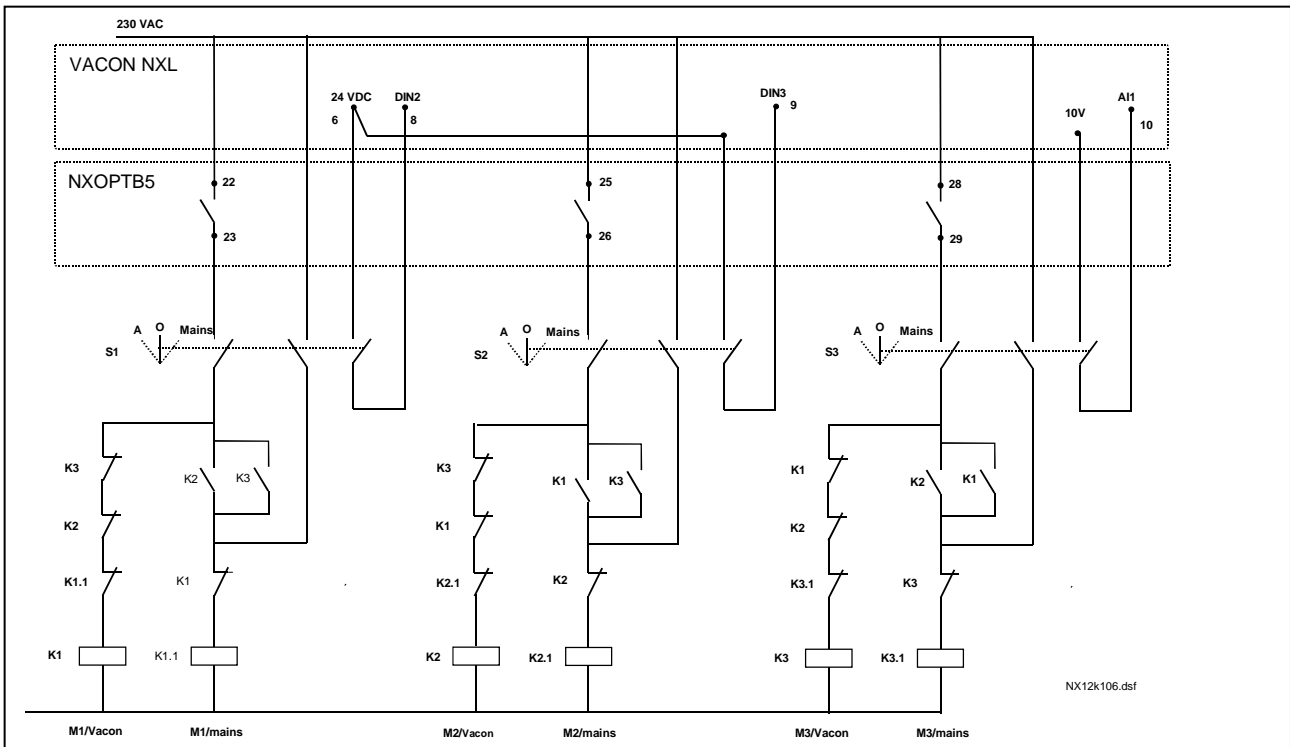 230 VAC
VACON NXL
24 VDC DIN2 DIN3 AI1
6 8 9 10V 10
NXOPTB5
22 25 28
23 26 29
A O Mains A O Mains A O Mains
S1 S2 S3
K3 K2 K3 K3 K1 K3 K1 K2 K1
K2 K1 K2
K1.1 K1 K2.1 K2 K3.1 K3
K1 K1.1 K2 K2.1 K3 K3.1
NX12k106.dsf
M1/Vacon M1/mains M2/Vacon M2/mains M3/Vacon M3/mains